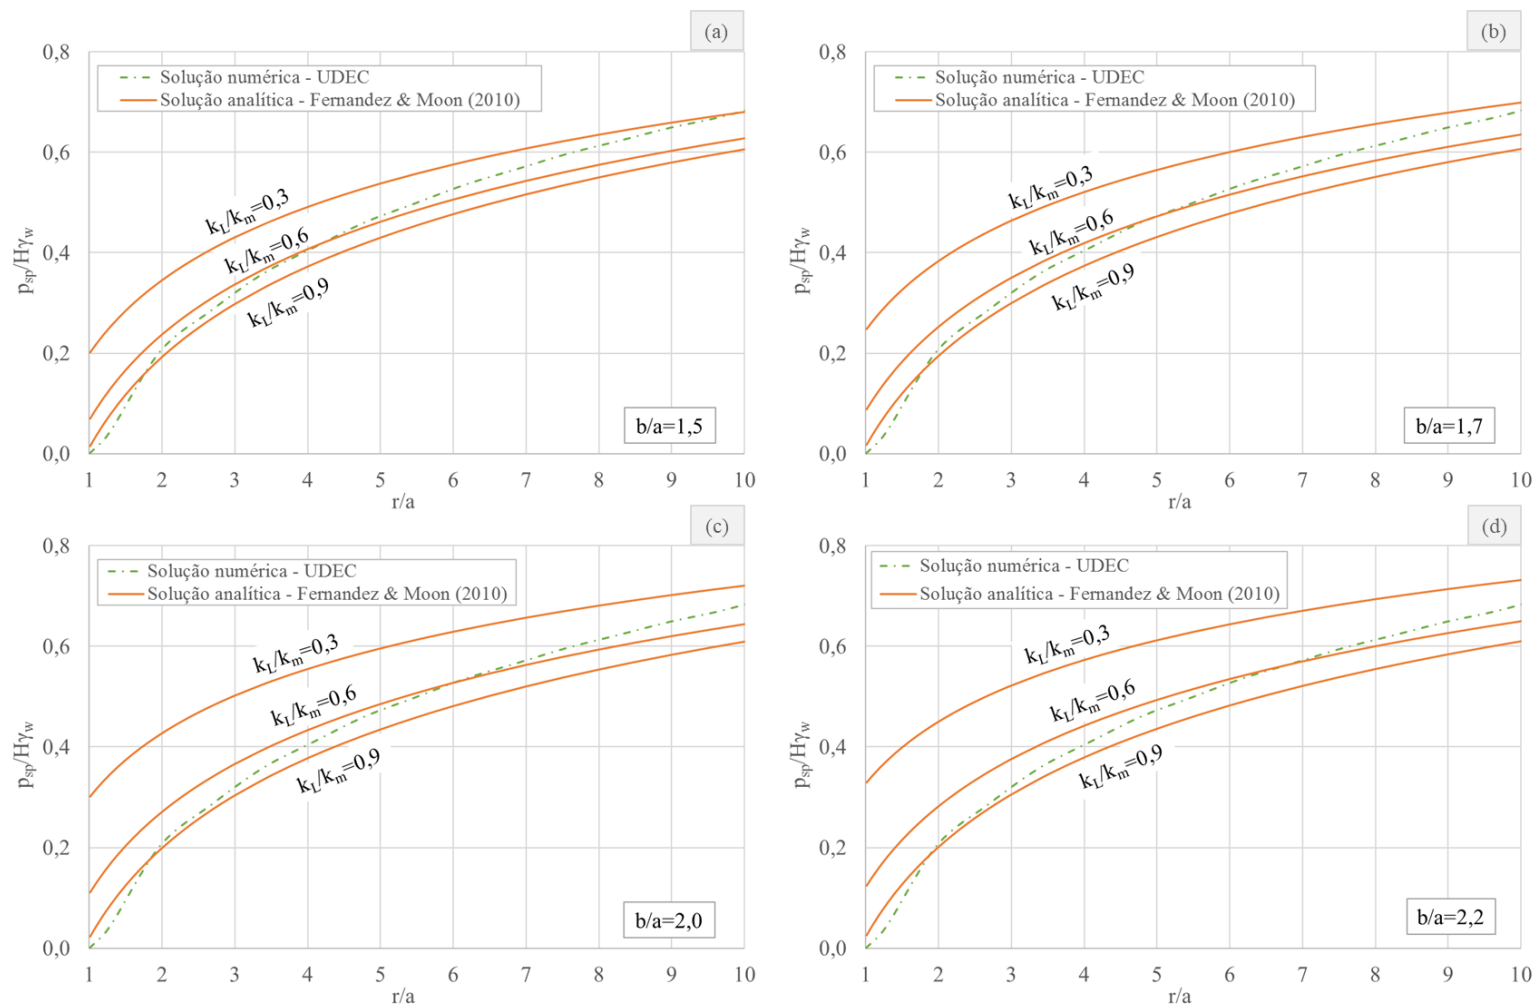 (a)
0,8
Solução numérica - UDEC
Solução analítica - Fernandez & Moon (2010)
0,6
kL/km=0,3
kL/km=0,6
0,4
kL/km=0,9
psp/Hγw
0,2
b/a=1,5
0,0
1 2 3 4 5 6 7 8 9 10
r/a
(b)
0,8
Solução numérica - UDEC
Solução analítica - Fernandez & Moon (2010)
0,6
kL/km=0,3
kL/km=0,6
0,4
kL/km=0,9
psp/Hγw
0,2
b/a=1,7
0,0
1 2 3 4 5 6 7 8 9 10
r/a
(c)
0,8
Solução numérica - UDEC
Solução analítica - Fernandez & Moon (2010)
0,6
kL/km=0,3
kL/km=0,6
0,4
kL/km=0,9
psp/Hγw
0,2
b/a=2,0
0,0
1 2 3 4 5 6 7 8 9 10
r/a
(d)
0,8
Solução numérica - UDEC
Solução analítica - Fernandez & Moon (2010)
0,6
kL/km=0,3
kL/km=0,6
0,4
kL/km=0,9
psp/Hγw
0,2
b/a=2,2
0,0
1 2 3 4 5 6 7 8 9 10
r/a